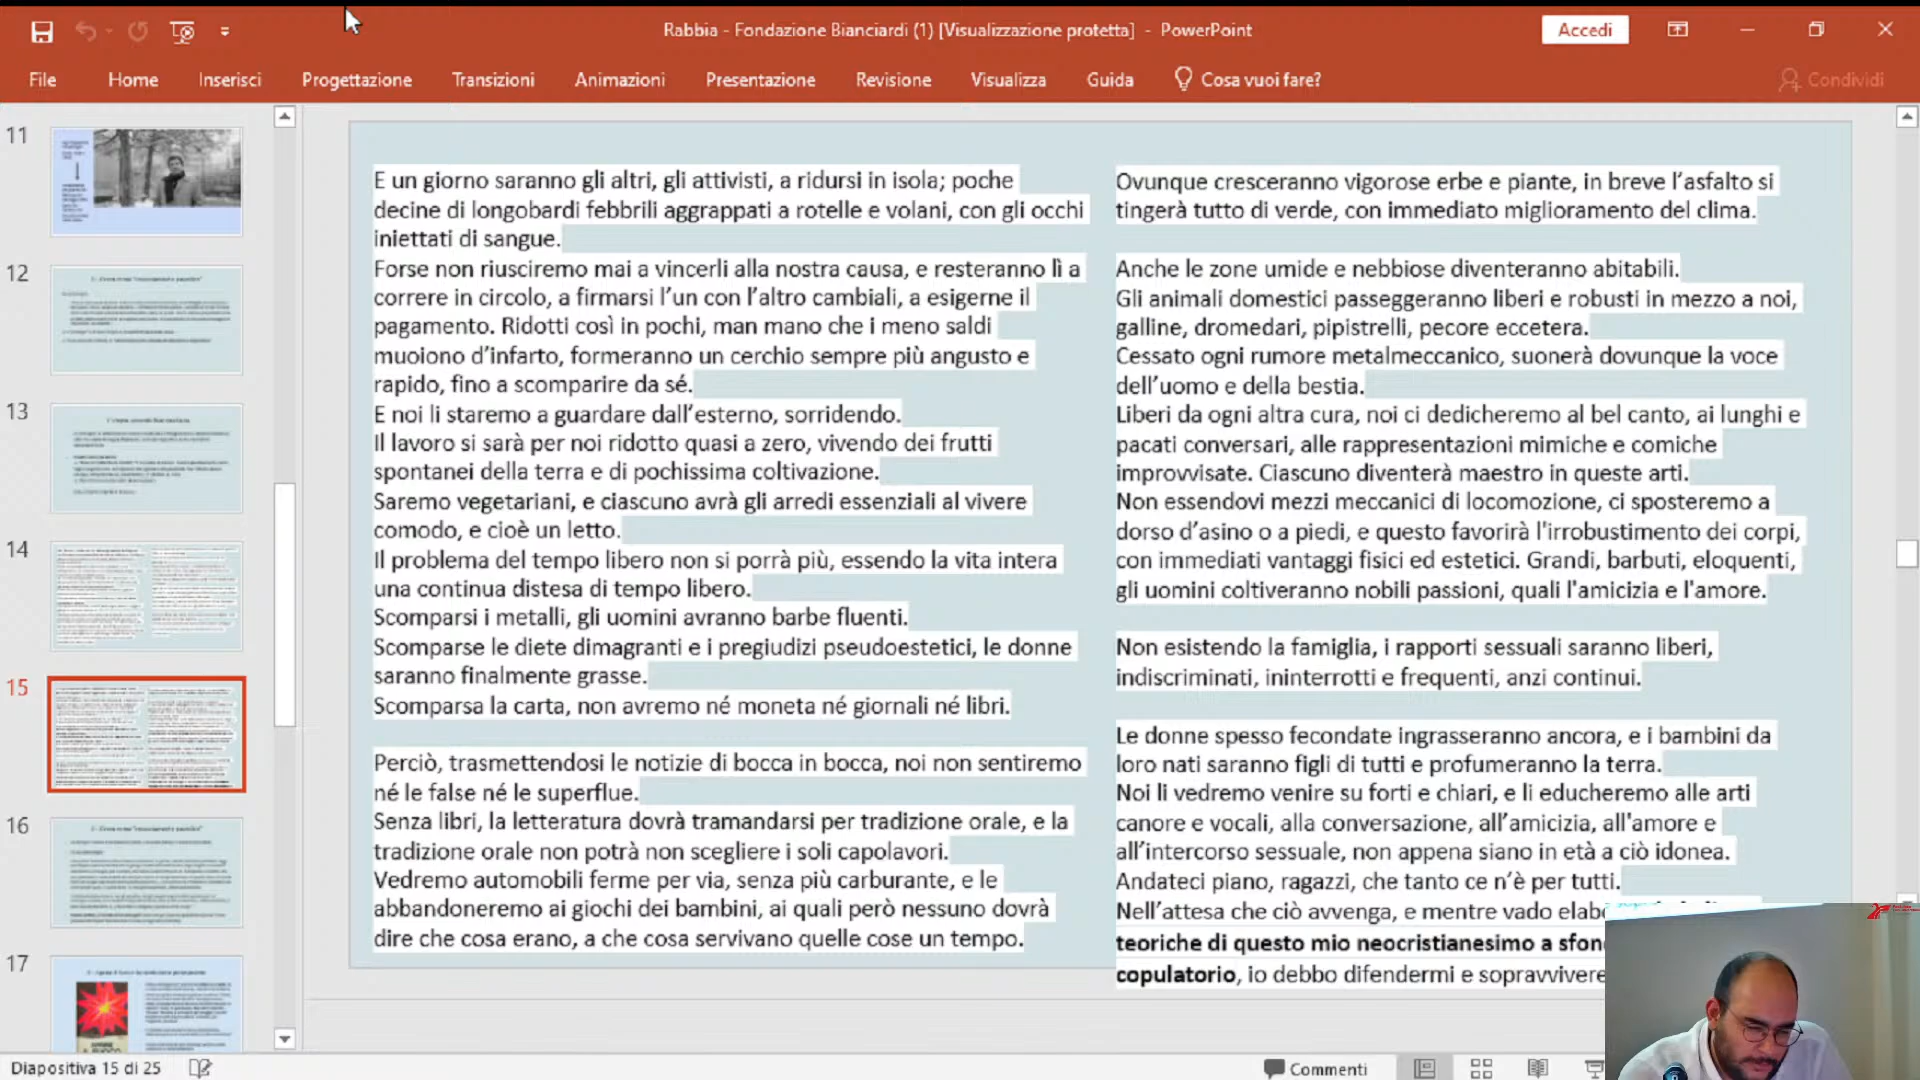 Rabbia - Fondazione Bianciardi (1) [Visualizzazione protetta] - PowerPoint
Accedi
File Home Inserisci Progettazione Transizioni Animazioni Presentazione Revisione Visualizza Guida Cosa vuoi fare? Condividi
11
12
13
14
15
16
17
E un giorno saranno gli altri, gli attivisti, a ridursi in isola; poche
decine di longobardi febbrili aggrappati a rotelle e volani, con gli occhi
iniettati di sangue.
Forse non riusciremo mai a vincerli alla nostra causa, e resteranno lì a
correre in circolo, a firmarsi l’un con l’altro cambiali, a esigerne il
pagamento. Ridotti così in pochi, man mano che i meno saldi
muoiono d’infarto, formeranno un cerchio sempre più angusto e
rapido, fino a scomparire da sé.
E noi li staremo a guardare dall’esterno, sorridendo.
Il lavoro si sarà per noi ridotto quasi a zero, vivendo dei frutti
spontanei della terra e di pochissima coltivazione.
Saremo vegetariani, e ciascuno avrà gli arredi essenziali al vivere
comodo, e cioè un letto.
Il problema del tempo libero non si porrà più, essendo la vita intera
una continua distesa di tempo libero.
Scomparsi i metalli, gli uomini avranno barbe fluenti.
Scomparse le diete dimagranti e i pregiudizi pseudoestetici, le donne
saranno finalmente grasse.
Scomparsa la carta, non avremo né moneta né giornali né libri.
Perciò, trasmettendosi le notizie di bocca in bocca, noi non sentiremo
né le false né le superflue.
Senza libri, la letteratura dovrà tramandarsi per tradizione orale, e la
tradizione orale non potrà non scegliere i soli capolavori.
Vedremo automobili ferme per via, senza più carburante, e le
abbandoneremo ai giochi dei bambini, ai quali però nessuno dovrà
dire che cosa erano, a che cosa servivano quelle cose un tempo.
Ovunque cresceranno vigorose erbe e piante, in breve l’asfalto si
tingerà tutto di verde, con immediato miglioramento del clima.
Anche le zone umide e nebbiose diventeranno abitabili.
Gli animali domestici passeggeranno liberi e robusti in mezzo a noi,
galline, dromedari, pipistrelli, pecore eccetera.
Cessato ogni rumore metalmeccanico, suonerà dovunque la voce
dell’uomo e della bestia.
Liberi da ogni altra cura, noi ci dedicheremo al bel canto, ai lunghi e
pacati conversari, alle rappresentazioni mimiche e comiche
improvvisate. Ciascuno diventerà maestro in queste arti.
Non essendovi mezzi meccanici di locomozione, ci sposteremo a
dorso d’asino o a piedi, e questo favorirà l'irrobustimento dei corpi,
con immediati vantaggi fisici ed estetici. Grandi, barbuti, eloquenti,
gli uomini coltiveranno nobili passioni, quali l'amicizia e l'amore.
Non esistendo la famiglia, i rapporti sessuali saranno liberi,
indiscriminati, ininterrotti e frequenti, anzi continui.
Le donne spesso fecondate ingrasseranno ancora, e i bambini da
loro nati saranno figli di tutti e profumeranno la terra.
Noi li vedremo venire su forti e chiari, e li educheremo alle arti
canore e vocali, alla conversazione, all’amicizia, all'amore e
all’intercorso sessuale, non appena siano in età a ciò idonea.
Andateci piano, ragazzi, che tanto ce n’è per tutti.
Nell’attesa che ciò avvenga, e mentre vado
teoriche di questo mio neocristianesimo a
copulatorio, io debbo difendermi e sopravvivere
Diapositiva 15 di 25
Commenti